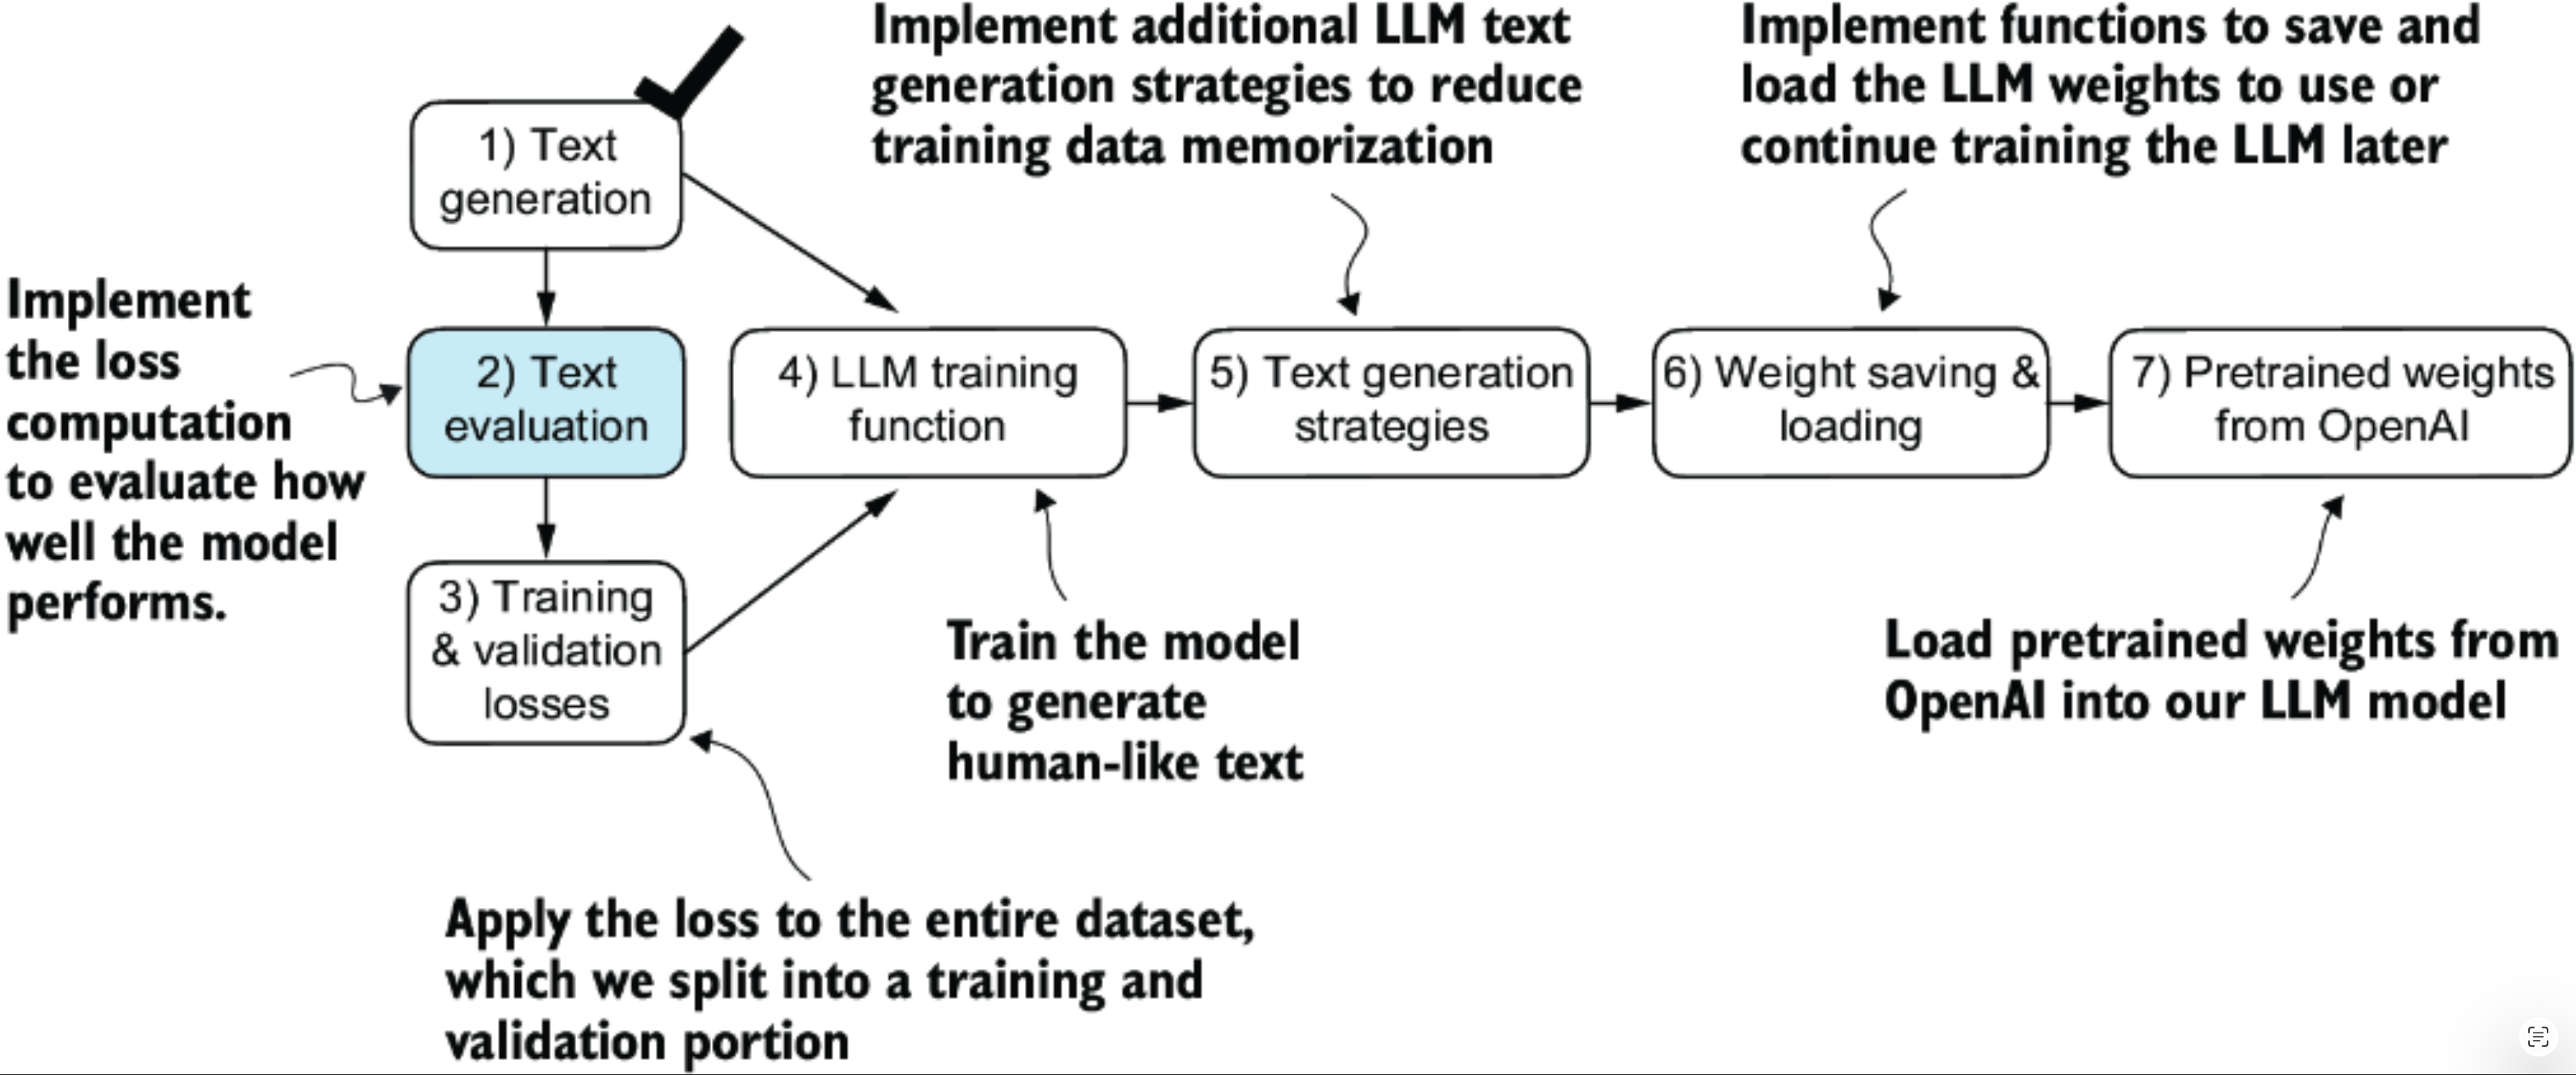 Implement additional LLM text
generation strategies to reduce
training data memorization
Implement functions to save and
load the LLM weights to use or
continue training the LLM later
1) Text
generation
Implement
the loss
computation
to evaluate how
well the model
performs.
2) Text
evaluation
4) LLM training
function
5) Text generation
strategies
6) Weight saving &
loading
7) Pretrained weights
from OpenAI
3) Training
& validation
losses
Train the model
to generate
human-like text
Load pretrained weights from
OpenAI into our LLM model
Apply the loss to the entire dataset,
which we split into a training and
validation portion